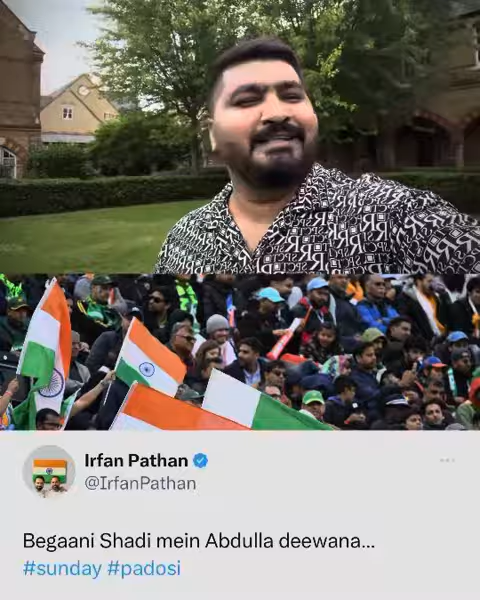 Irfan Pathan
@IrfanPathan
Begaani Shadi mein Abdulla deewana...
#sunday #padosi